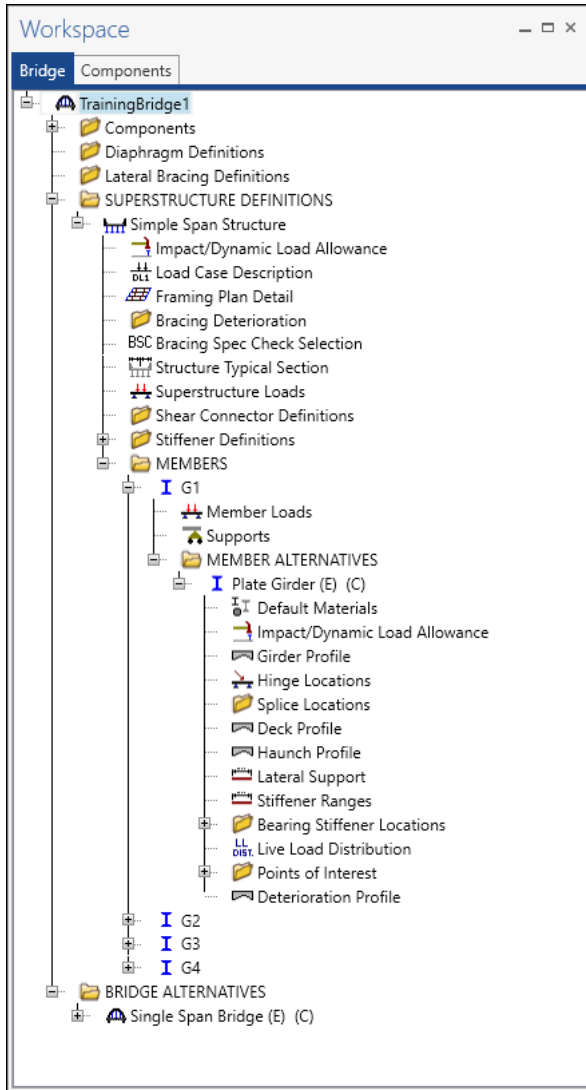 Workspace
Bridge Components
TrainingBridge1
Components
Diaphragm Definitions
Lateral Bracing Definitions
SUPERSTRUCTURE DEFINITIONS
Simple Span Structure
Impact/Dynamic Load Allowance
DL1 Load Case Description
Framing Plan Detail
Bracing Deterioration
BSC Bracing Spec Check Selection
Structure Typical Section
Superstructure Loads
Shear Connector Definitions
Stiffener Definitions
MEMBERS
G1
Member Loads
Supports
MEMBER ALTERNATIVES
Plate Girder (E) (C)
Default Materials
Impact/Dynamic Load Allowance
Girder Profile
Hinge Locations
Splice Locations
Deck Profile
Haunch Profile
Lateral Support
Stiffener Ranges
Bearing Stiffener Locations
LL DIST. Live Load Distribution
Points of Interest
Deterioration Profile
G2
G3
G4
BRIDGE ALTERNATIVES
Single Span Bridge (E) (C)